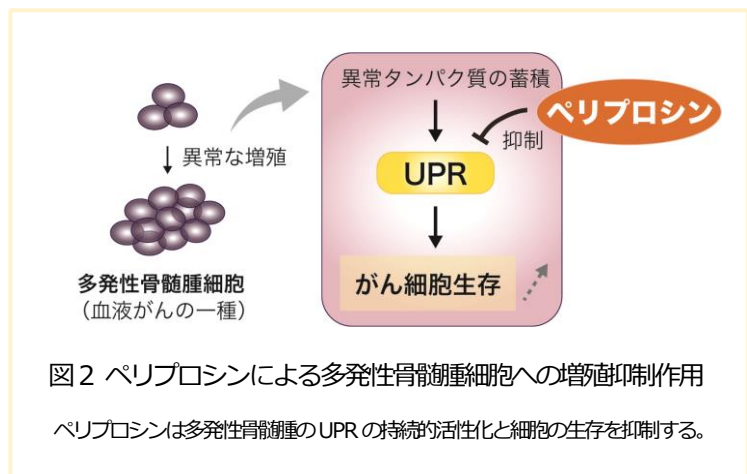 異常タンパク質の蓄積
ペリプロシン
抑制
異常な増殖
UPR
多発性骨髄腫細胞
(血液がんの一種)
がん細胞生存
図2 ペリプロシンによる多発性骨髄腫細胞への増殖抑制作用
ペリプロシンは多発性骨髄腫のUPRの持続的活性化と細胞の生存を抑制する。